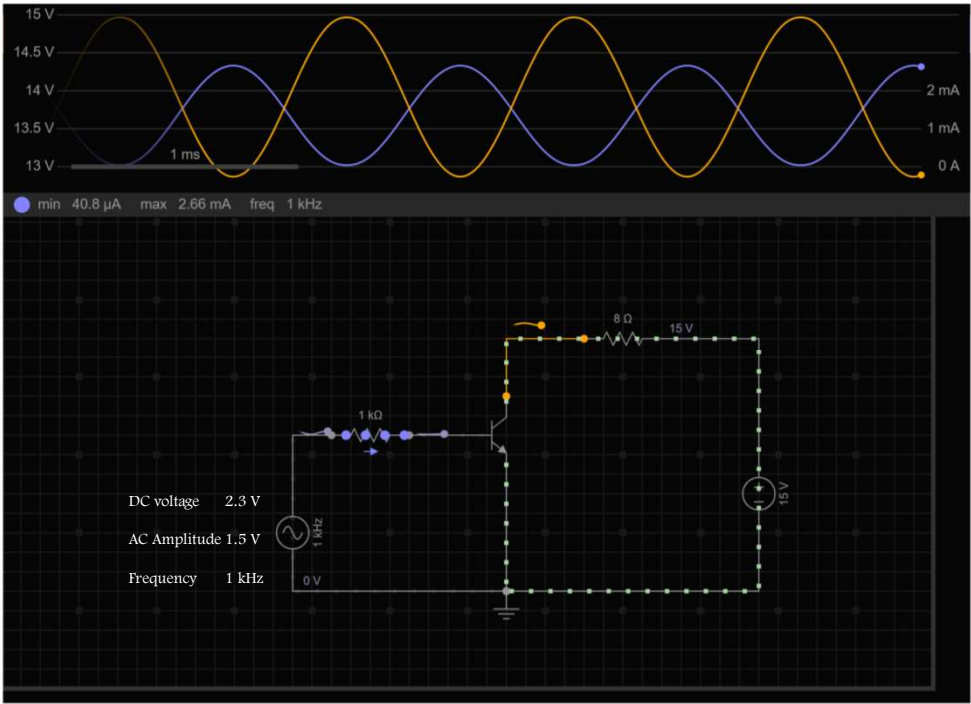 15 V
14.5 V
14 V
13.5 V
13 V
2 mA
1 mA
0 A
1 ms
min 40.8 µA max 2.66 mA freq 1 kHz
8 Ω
15 V
1 kΩ
15 V
DC voltage 2.3 V
AC Amplitude 1.5 V
1 kHz
Frequency 1 kHz
0 V